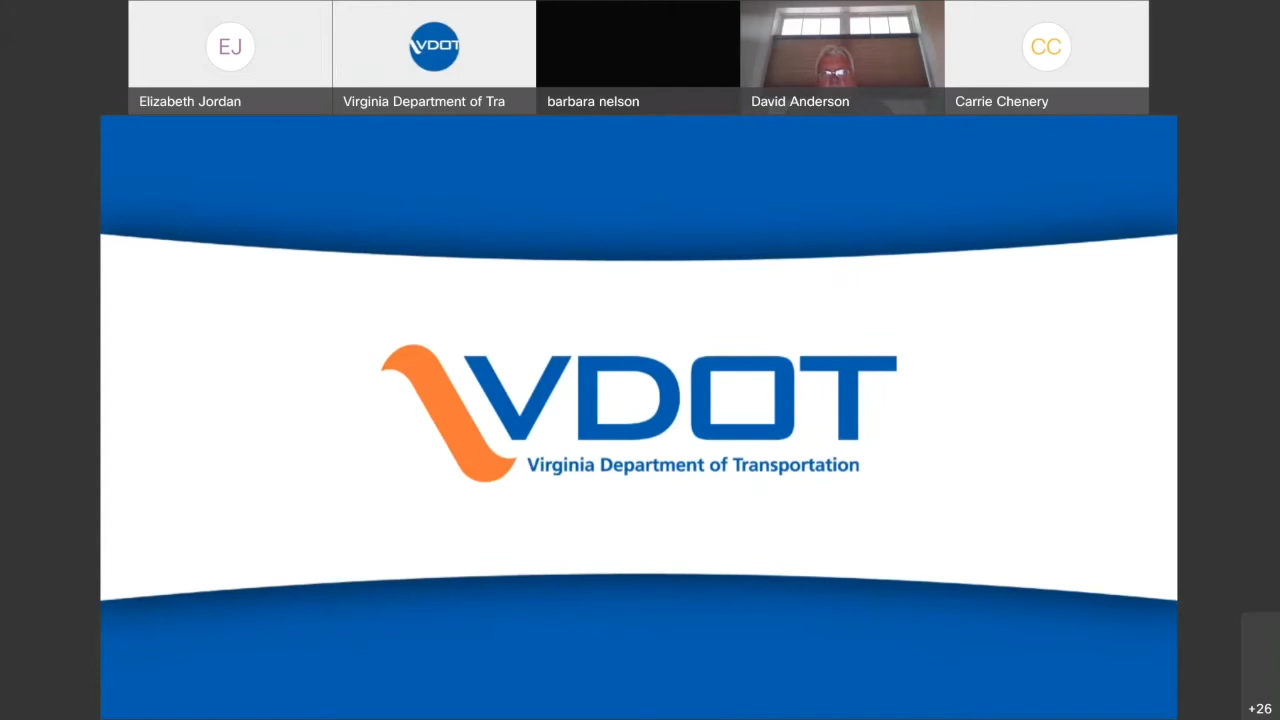 EJ
VDOT
CC
Elizabeth Jordan
Virginia Department of Tra
barbara nelson
David Anderson
Carrie Chenery
VDOT
Virginia Department of Transportation
+26